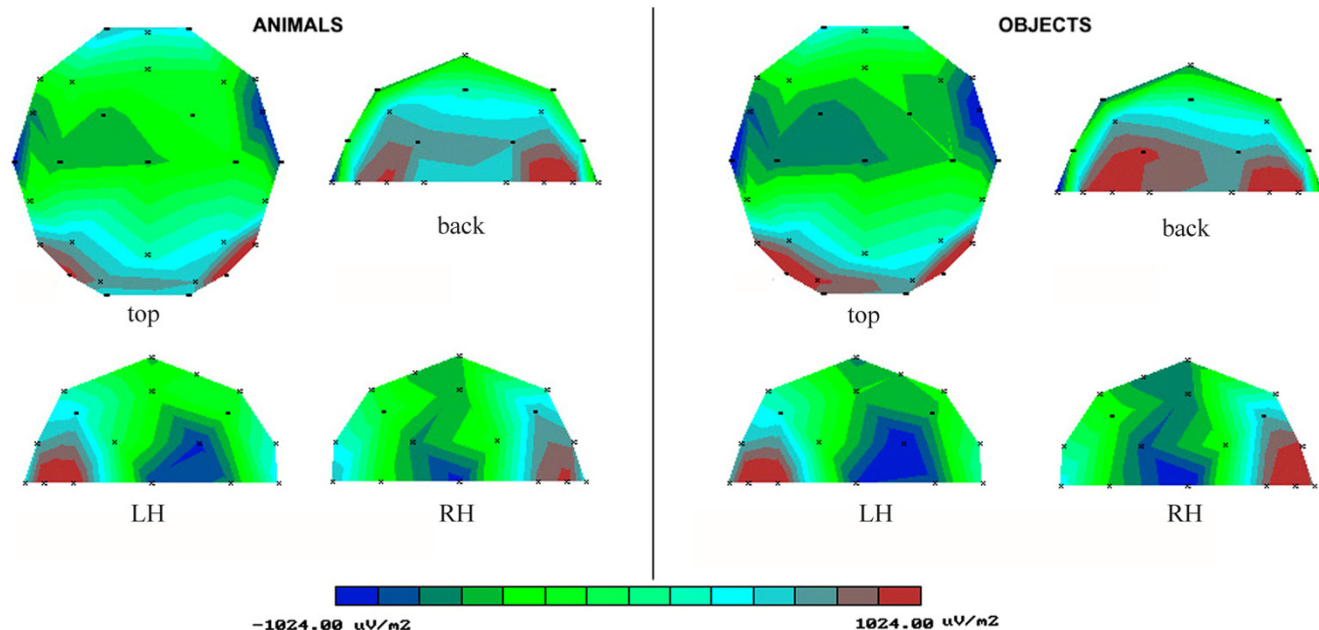 ANIMALS
OBJECTS
back
back
top
top
LH
RH
LH
RH
-1024.00 uV/m2
1024.00 uV/m2